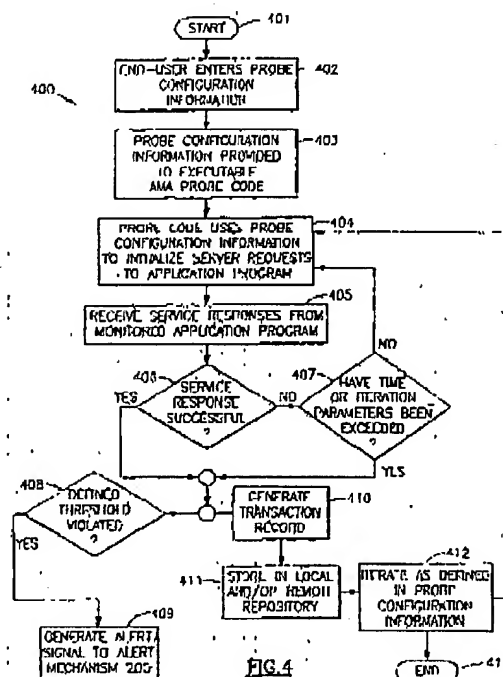 START
401
400
END-USER ENTERS PROBE
CONFIGURATION
INFORMATION
402
PROBE CONFIGURATION
INFORMATION PROVIDED
TO EXECUTABLE
AMA PROBE CODE
403
PROBE CODE USES PROBE
CONFIGURATION INFORMATION
TO INITIALIZE SERVER REQUESTS
TO APPLICATION PROGRAM
404
RECEIVE SERVICE RESPONSES FROM
MONITORED APPLICATION PROGRAM
405
406
SERVICE
RESPONSE
SUCCESSFUL
?
YES
NO
407
HAVE TIME
OR ITERATION
PARAMETERS BEEN
EXCEEDED
?
NO
YES
408
DEFINED
THRESHOLD
VIOLATED
?
YES
GENERATE
TRANSACTION
RECORD
410
411
STORE IN LOCAL
AND/OR REMOTE
REPOSITORY
412
ITERATE AS DEFINED
IN PROBE
CONFIGURATION
INFORMATION
409
GENERATE ALERT
SIGNAL TO ALERT
MECHANISM 205
FIG.4
END
41